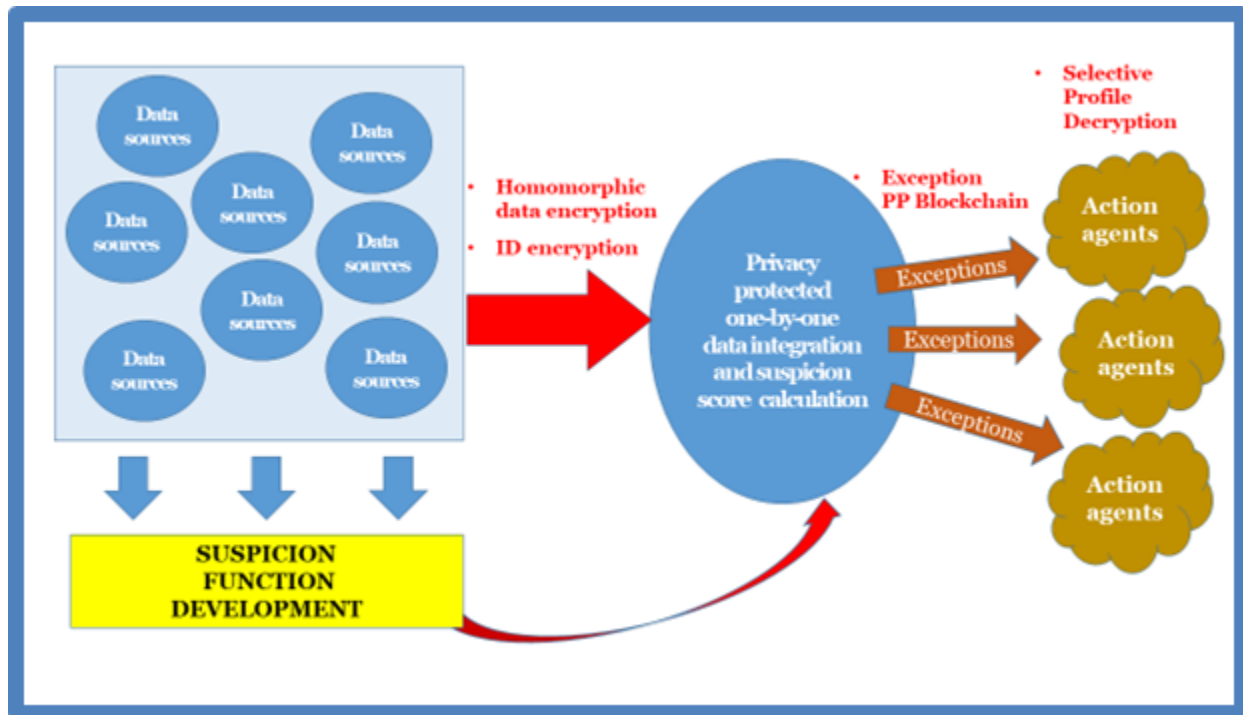 Data
sources
Data
sources
Data
sources
Data
sources
Data
sources
Data
sources
Data
sources
Data
sources
SUSPICION
FUNCTION
DEVELOPMENT
• Homomorphic
data encryption
• ID encryption
Privacy
protected
one-by-one
data integration
and suspicion
score calculation
• Exception
PP Blockchain
Exceptions
Exceptions
Exceptions
• Selective
Profile
Decryption
Action
agents
Action
agents
Action
agents